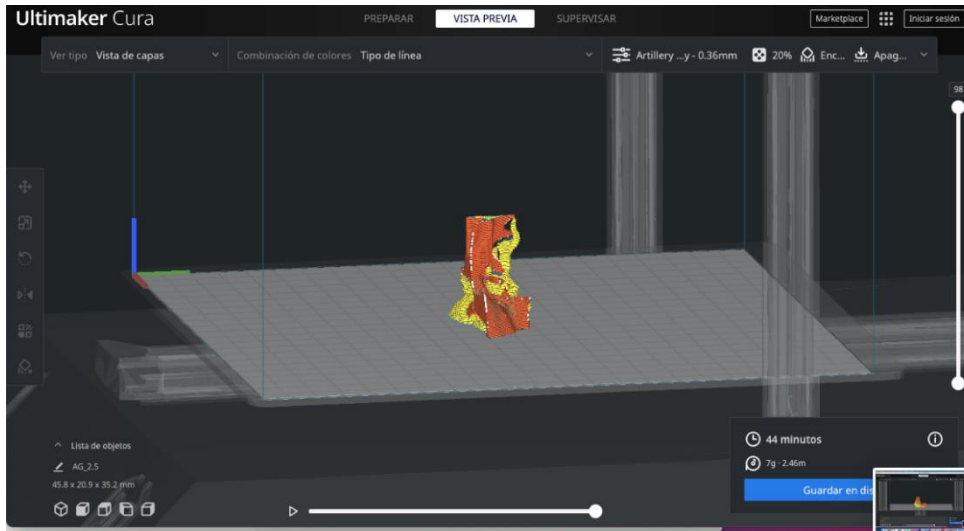 Ultimaker Cura
PREPARAR VISTA PREVIA SUPERVISAR Marketplace Iniciar sesión
Ver tipo Vista de capas Combinación de colores Tipo de línea Artillery ...y - 0.36mm 20% Enc... Apag...
98
Lista de objetos
AG_2.5
45.8 x 20.9 x 35.2 mm
44 minutos
7g · 2.46m
Guardar en dis